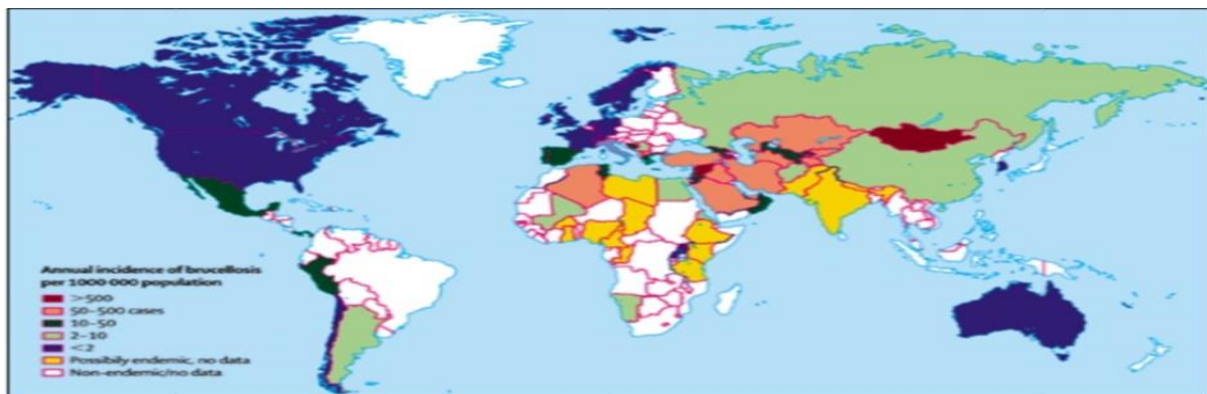 Annual incidence of brucellosis
per 1000 000 population
>500
50–500 cases
10–50
2–10
<2
Possibily endemic, no data
Non-endemic/no data